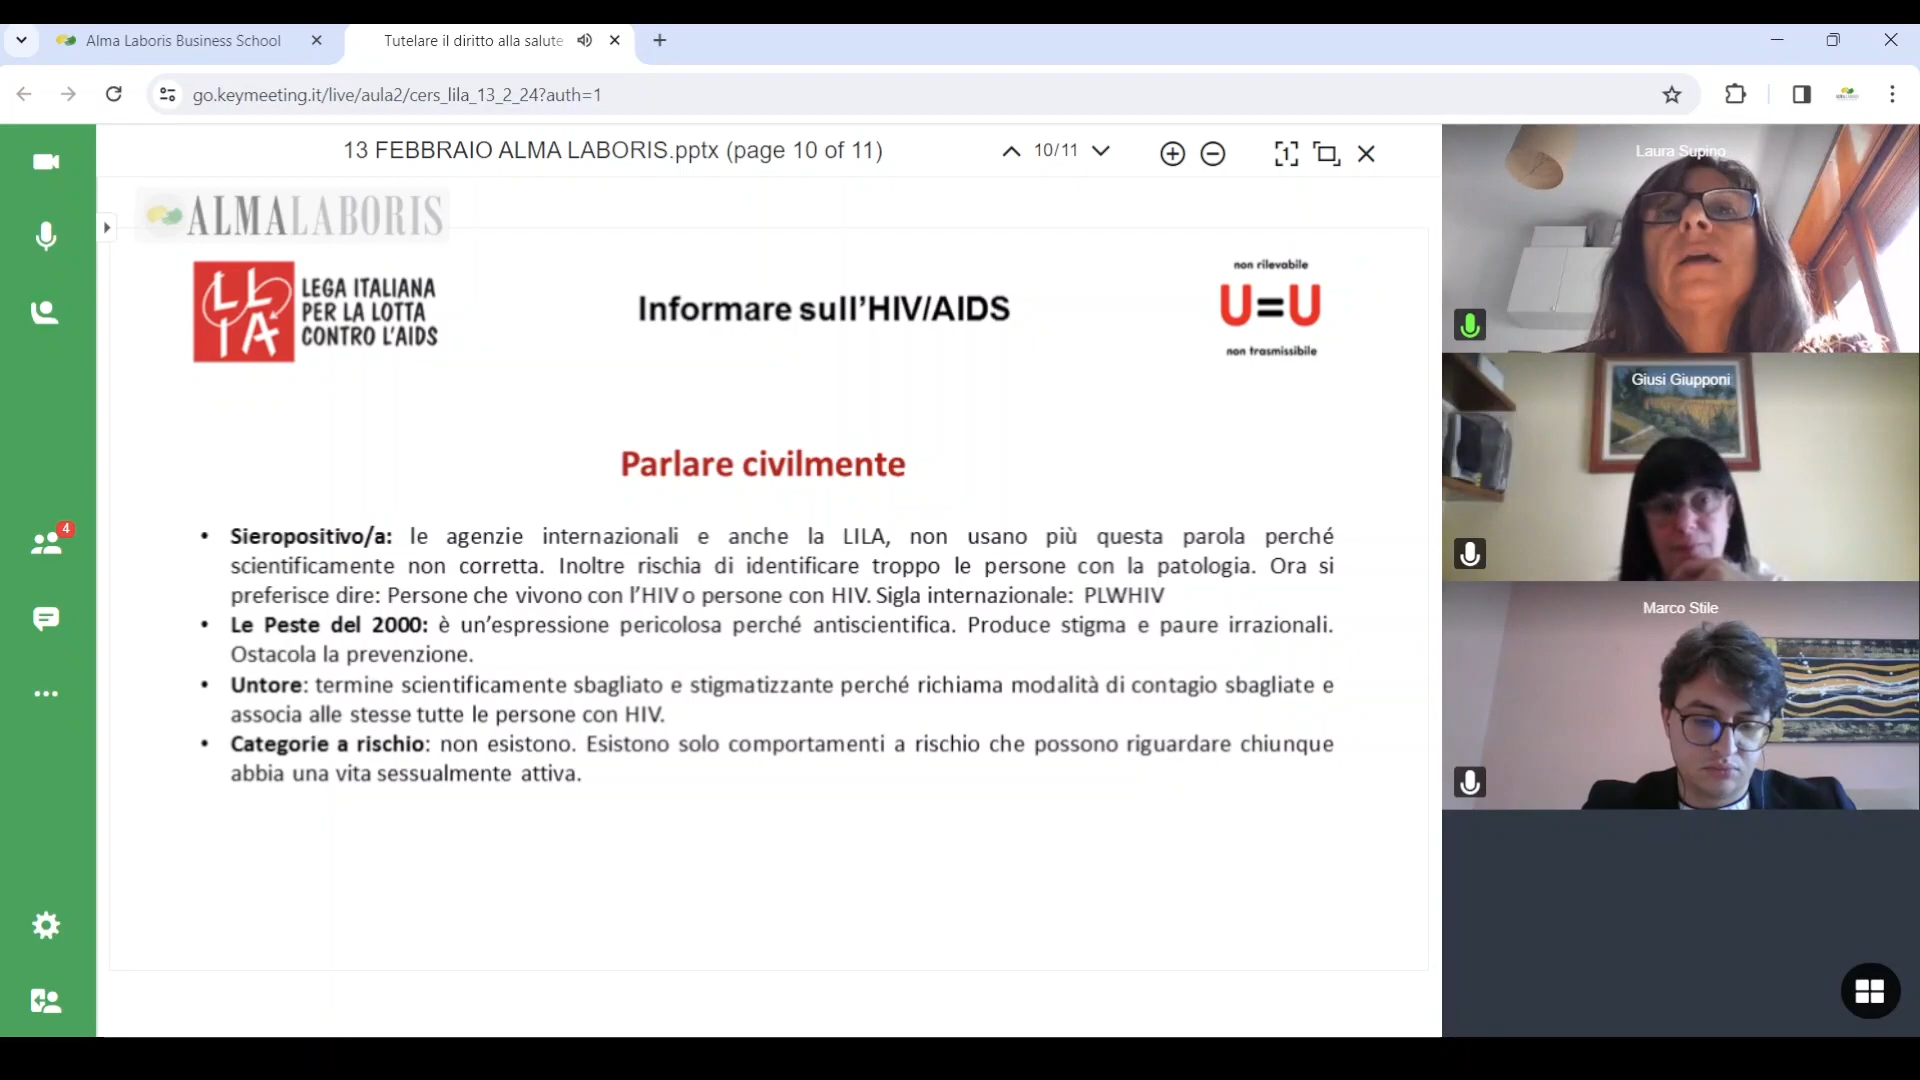 Alma Laboris Business School
Tutelare il diritto alla salute
go.keymeeting.it/live/aula2/cers_lila_13_2_24?auth=1
13 FEBBRAIO ALMA LABORIS.pptx (page 10 of 11)
10/11
ALMALABORIS
LILA
LEGA ITALIANA
PER LA LOTTA
CONTRO L'AIDS
Informare sull'HIV/AIDS
non rilevabile
U=U
non trasmissibile
Parlare civilmente
• Sieropositivo/a: le agenzie internazionali e anche la LILA, non usano più questa parola perché
scientificamente non corretta. Inoltre rischia di identificare troppo le persone con la patologia. Ora si
preferisce dire: Persone che vivono con l'HIV o persone con HIV. Sigla internazionale: PLWHIV
• Le Peste del 2000: è un'espressione pericolosa perché antiscientifica. Produce stigma e paure irrazionali.
Ostacola la prevenzione.
• Untore: termine scientificamente sbagliato e stigmatizzante perché richiama modalità di contagio sbagliate e
associa alle stesse tutte le persone con HIV.
• Categorie a rischio: non esistono. Esistono solo comportamenti a rischio che possono riguardare chiunque
abbia una vita sessualmente attiva.
Laura Supino
Giusi Giupponi
Marco Stile
4
1